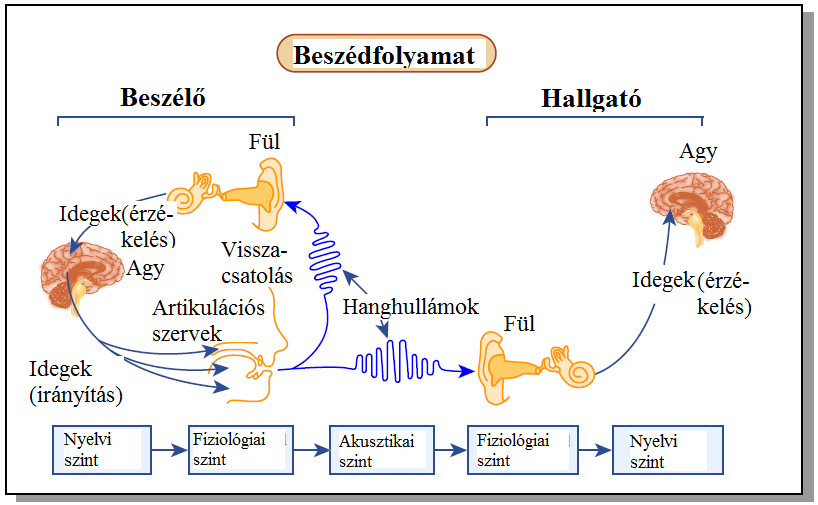 Beszédfolyamat
Beszélő
Hallgató
Fül
Agy
Idegek(érzé-
kelés)
Agy
Vissza-
csatolás
Artikulációs
szervek
Hanghullámok
Idegek(érzé-
kelés)
Fül
Idegek
(irányítás)
Nyelvi
szint
Fiziológiai
szint
Akusztikai
szint
Fiziológiai
szint
Nyelvi
szint